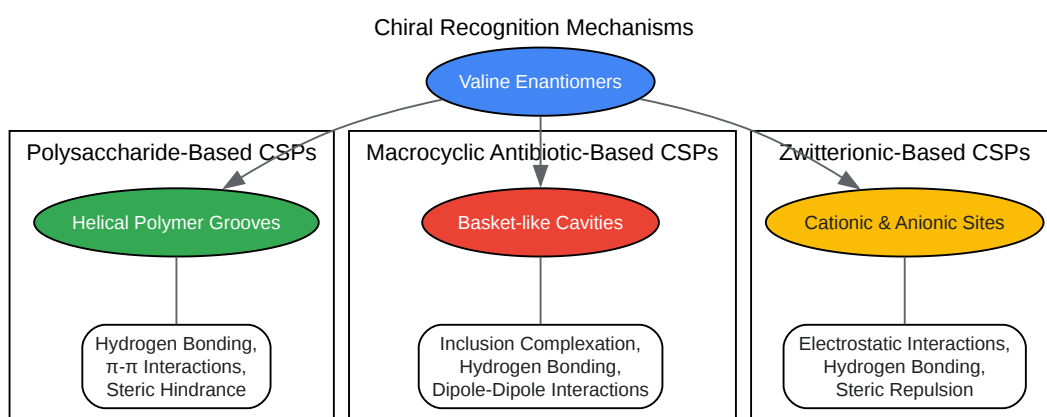 Chiral Recognition Mechanisms
Valine Enantiomers
Polysaccharide-Based CSPs
Helical Polymer Grooves
Hydrogen Bonding,
π-π Interactions,
Steric Hindrance
Macrocyclic Antibiotic-Based CSPs
Basket-like Cavities
Inclusion Complexation,
Hydrogen Bonding,
Dipole-Dipole Interactions
Zwitterionic-Based CSPs
Cationic & Anionic Sites
Electrostatic Interactions,
Hydrogen Bonding,
Steric Repulsion